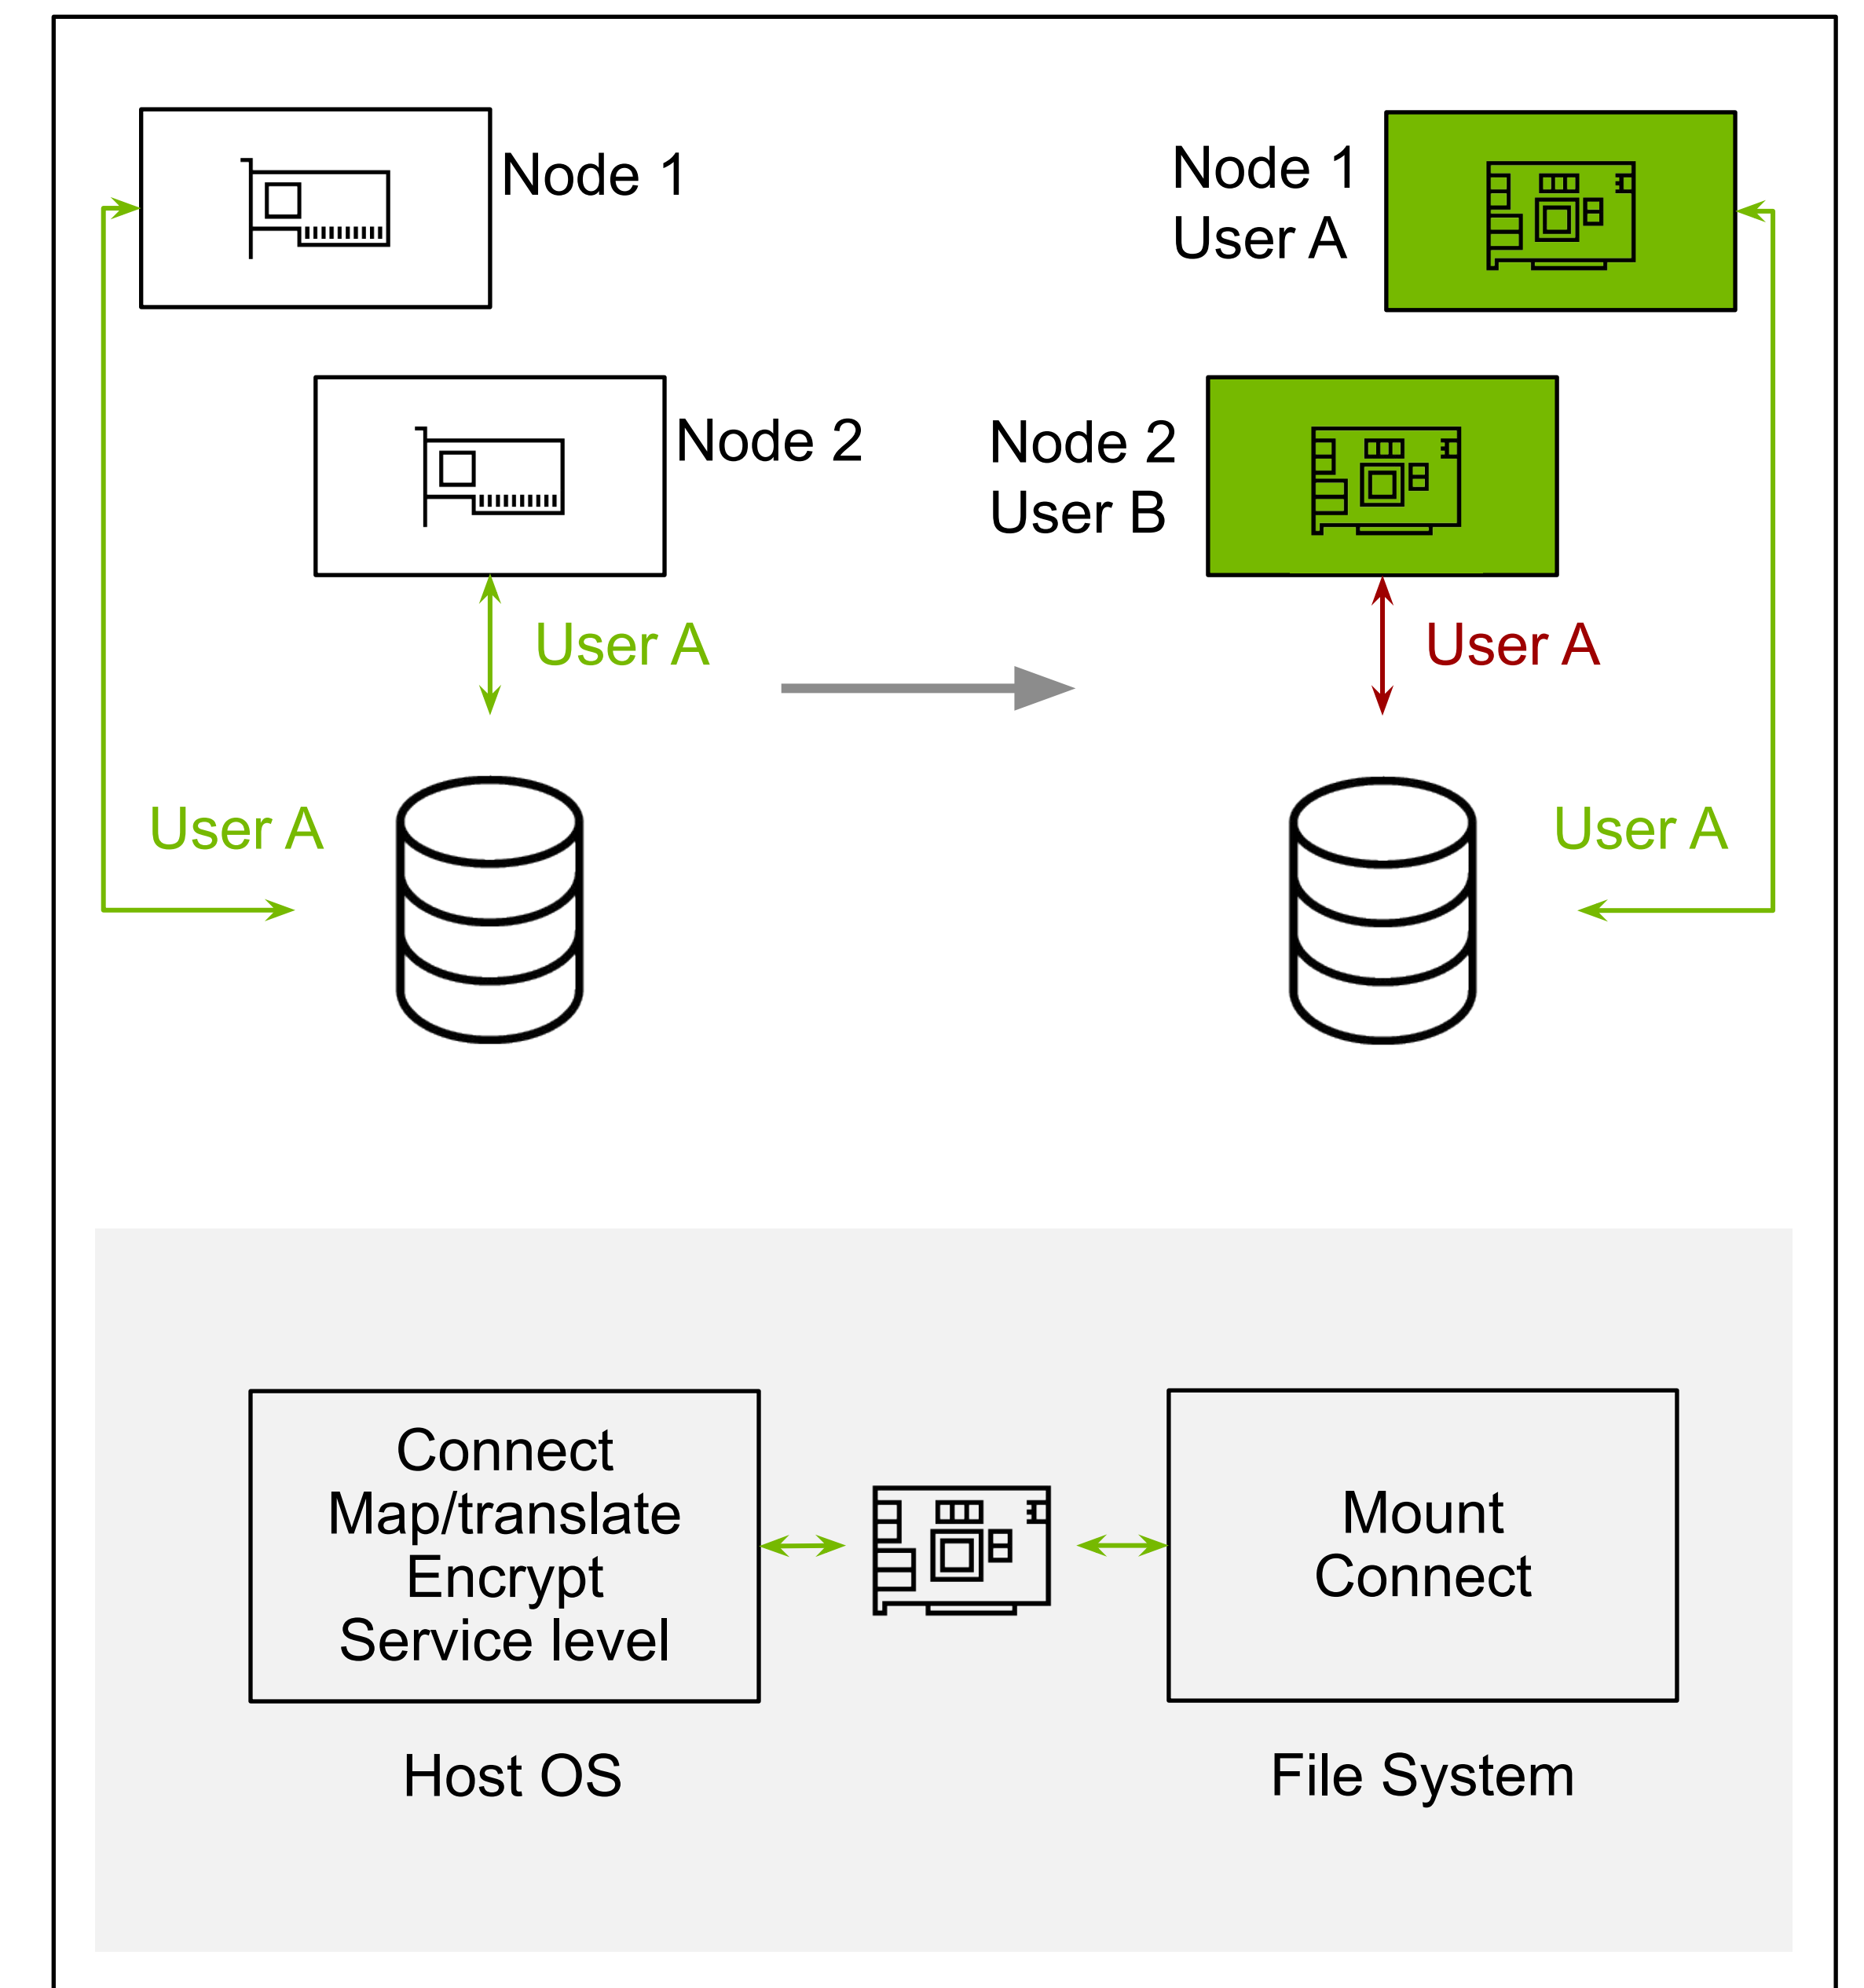 Node 1
Node 2
User A
User A
Node 1
User A
Node 2
User B
User A
User A
Connect
Map/translate
Encrypt
Service level
Host OS
Mount
Connect
File System